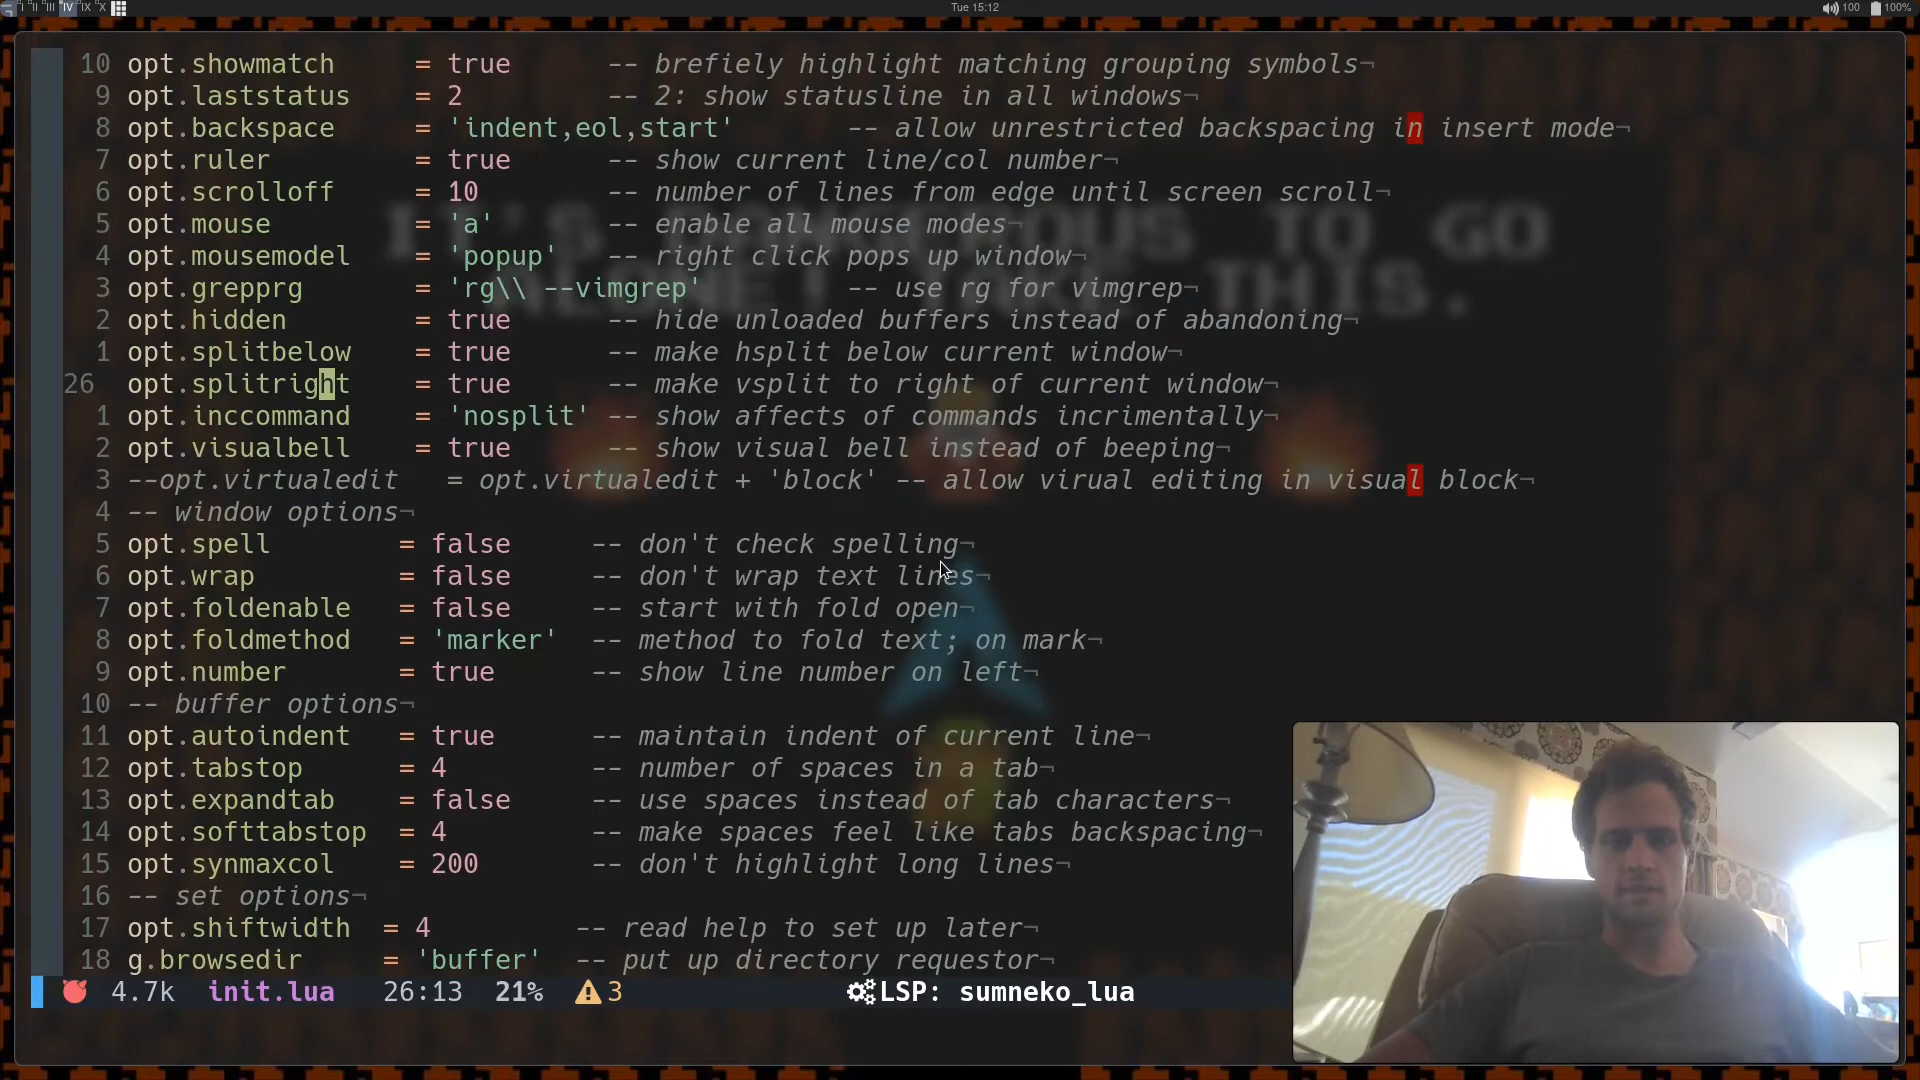 I II III IV IX X Tue 15:12 100 100%
10 opt.showmatch = true -- brefiely highlight matching grouping symbols¬
9 opt.laststatus = 2 -- 2: show statusline in all windows¬
8 opt.backspace = 'indent,eol,start' -- allow unrestricted backspacing in insert mode¬
7 opt.ruler = true -- show current line/col number¬
6 opt.scrolloff = 10 -- number of lines from edge until screen scroll¬
5 opt.mouse = 'a' -- enable all mouse modes¬
4 opt.mousemodel = 'popup' -- right click pops up window¬
3 opt.grepprg = 'rg\\ --vimgrep' -- use rg for vimgrep¬
2 opt.hidden = true -- hide unloaded buffers instead of abandoning¬
1 opt.splitbelow = true -- make hsplit below current window¬
26 opt.splitright = true -- make vsplit to right of current window¬
1 opt.inccommand = 'nosplit' -- show affects of commands incrimentally¬
2 opt.visualbell = true -- show visual bell instead of beeping¬
3 --opt.virtualedit = opt.virtualedit + 'block' -- allow virual editing in visual block¬
4 -- window options¬
5 opt.spell = false -- don't check spelling¬
6 opt.wrap = false -- don't wrap text lines¬
7 opt.foldenable = false -- start with fold open¬
8 opt.foldmethod = 'marker' -- method to fold text; on mark¬
9 opt.number = true -- show line number on left¬
10 -- buffer options¬
11 opt.autoindent = true -- maintain indent of current line¬
12 opt.tabstop = 4 -- number of spaces in a tab¬
13 opt.expandtab = false -- use spaces instead of tab characters¬
14 opt.softtabstop = 4 -- make spaces feel like tabs backspacing¬
15 opt.synmaxcol = 200 -- don't highlight long lines¬
16 -- set options¬
17 opt.shiftwidth = 4 -- read help to set up later¬
18 g.browsedir = 'buffer' -- put up directory requestor¬
4.7k init.lua 26:13 21% 3 LSP: sumneko_lua
TO GO
THIS.